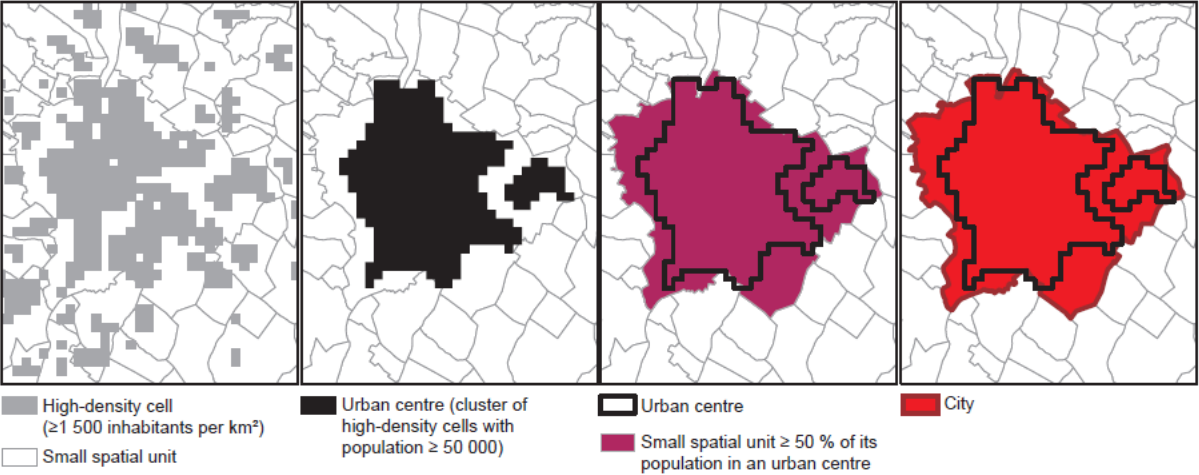 High-density cell
(≥1 500 inhabitants per km²)
Small spatial unit
Urban centre (cluster of
high-density cells with
population ≥ 50 000)
Urban centre
Small spatial unit ≥ 50 % of its
population in an urban centre
City